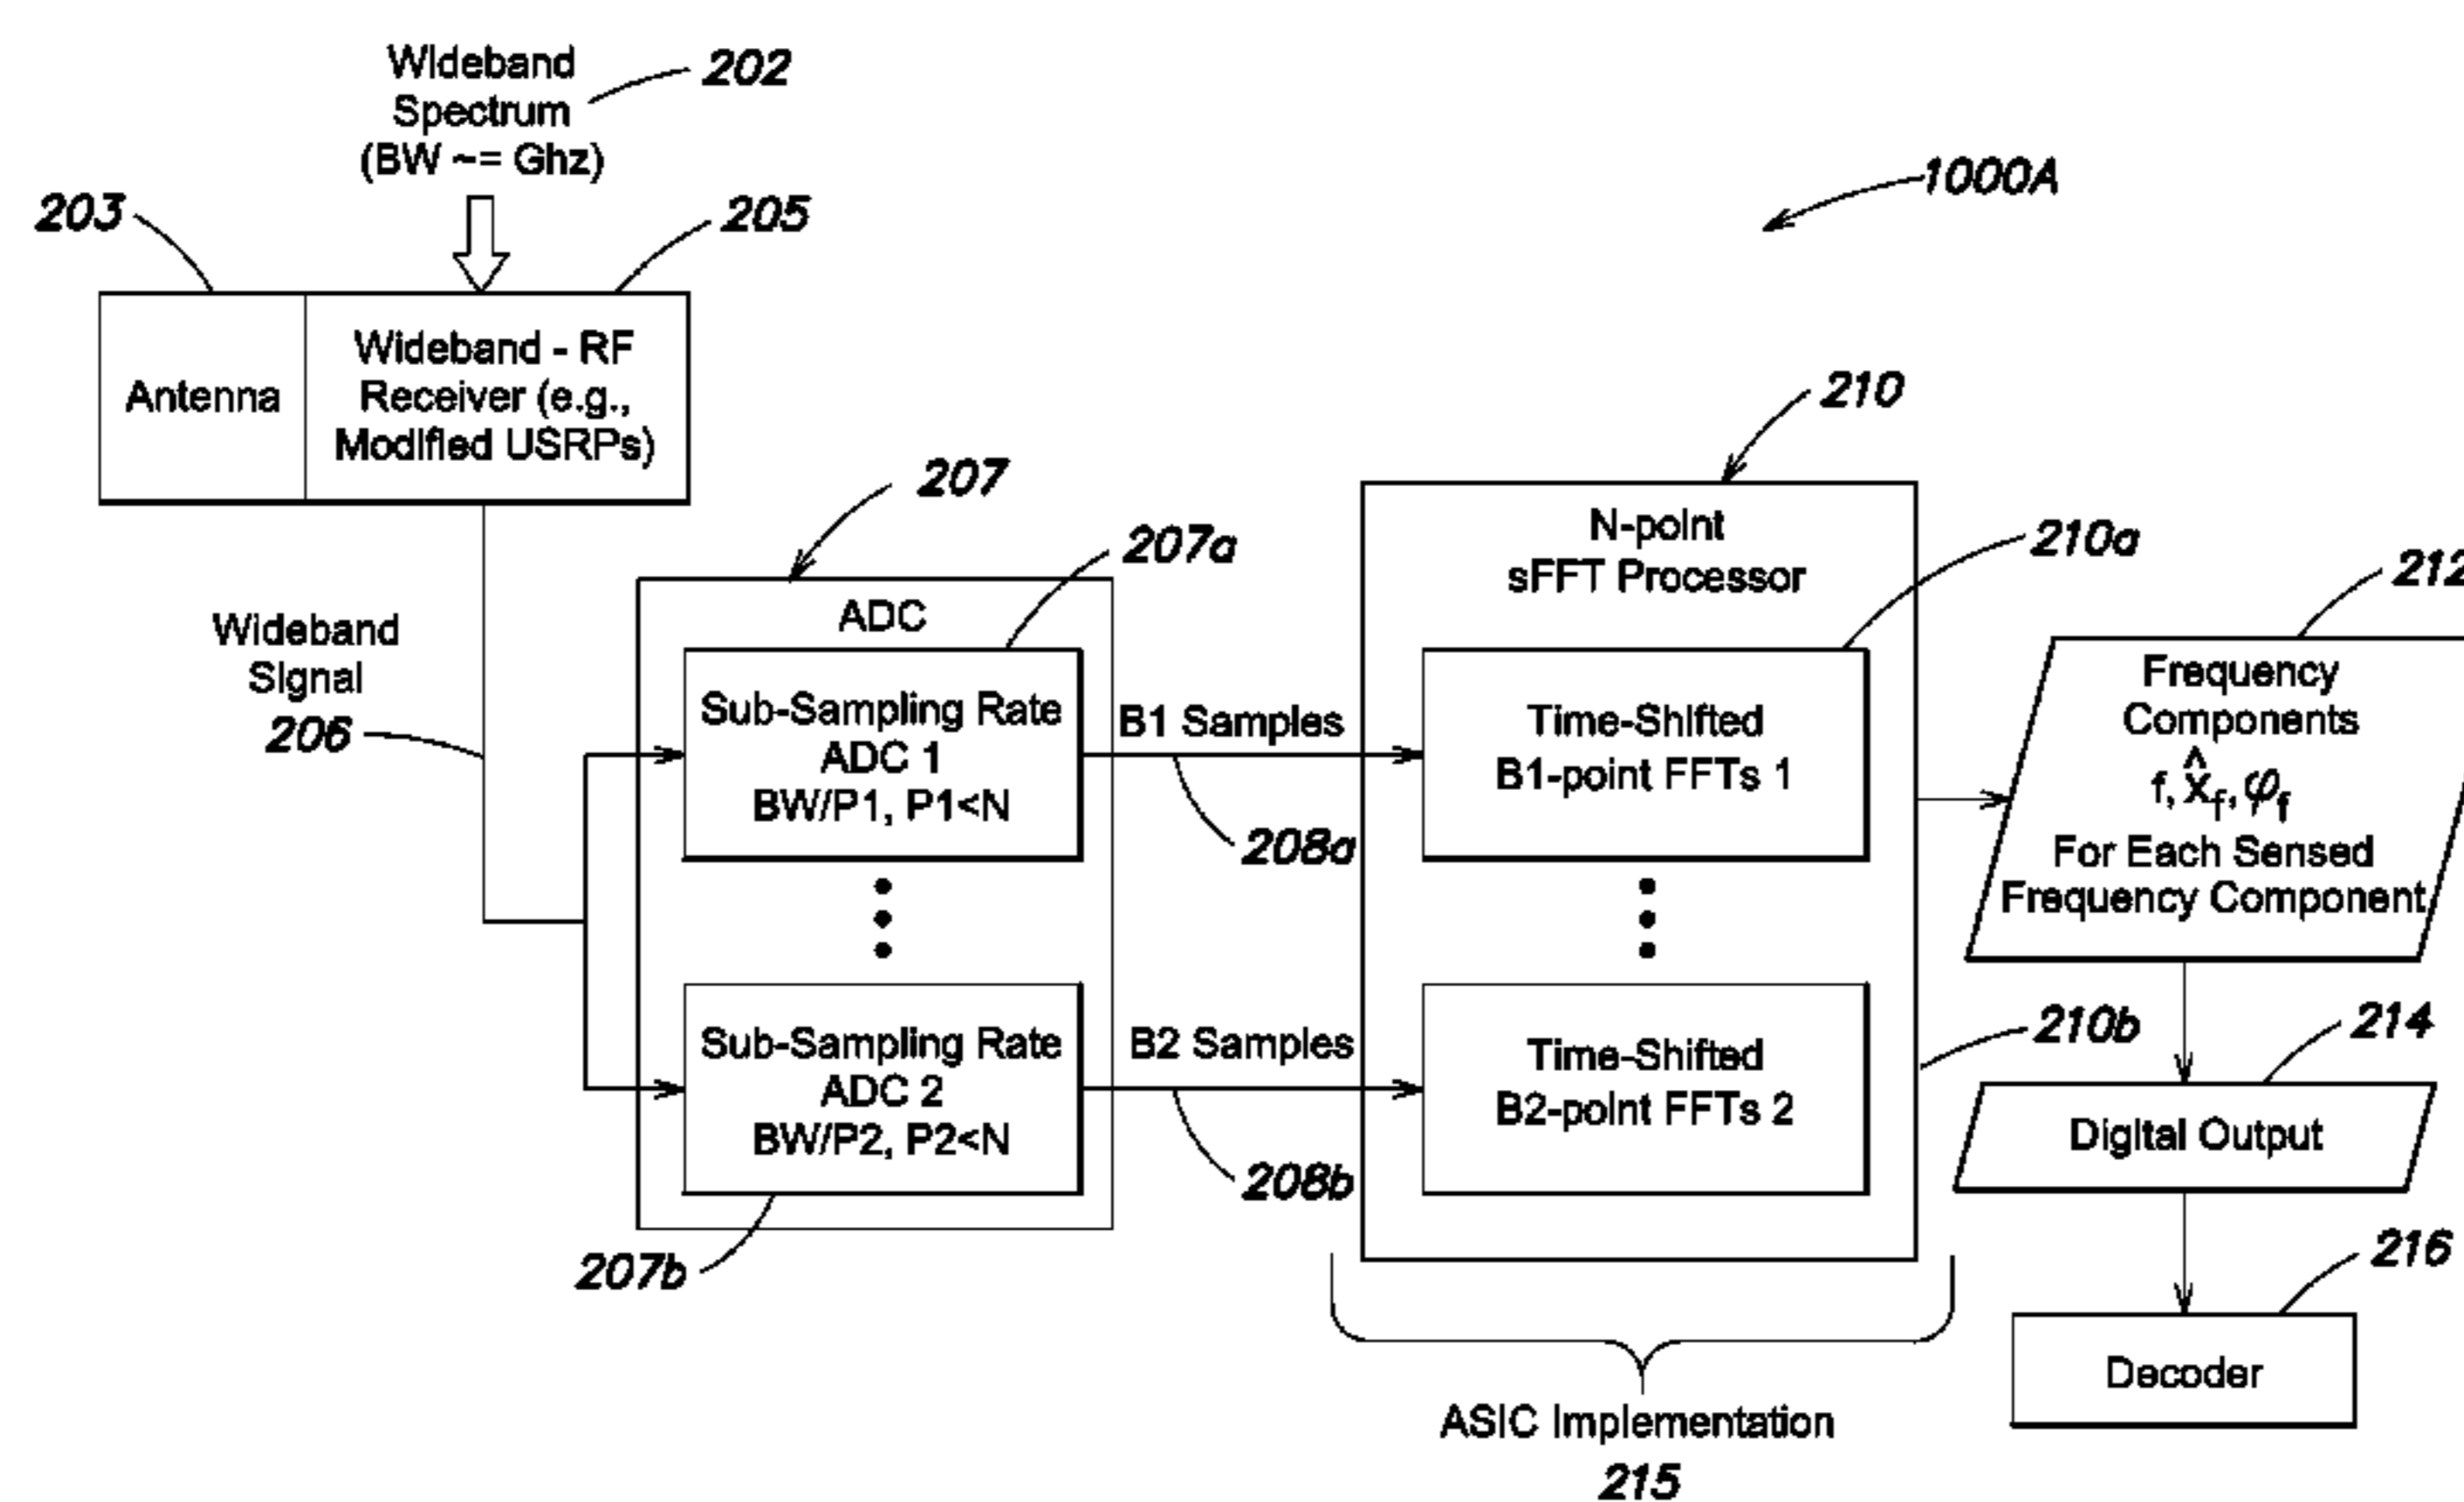 Wideband
Spectrum
(BW ~= Ghz)
202
203
205
1000A
Antenna
Wideband - RF
Receiver (e.g.,
Modified USRPs)
Wideband
Signal
206
207
207a
ADC
Sub-Sampling Rate
ADC 1
BW/P1, P1<N
Sub-Sampling Rate
ADC 2
BW/P2, P2<N
207b
B1 Samples
208a
B2 Samples
208b
210
N-point
sFFT Processor
210a
Time-Shifted
B1-point FFTs 1
Time-Shifted
B2-point FFTs 2
210b
ASIC Implementation
215
212
Frequency
Components
f, x̂f, φf
For Each Sensed
Frequency Component
214
Digital Output
216
Decoder